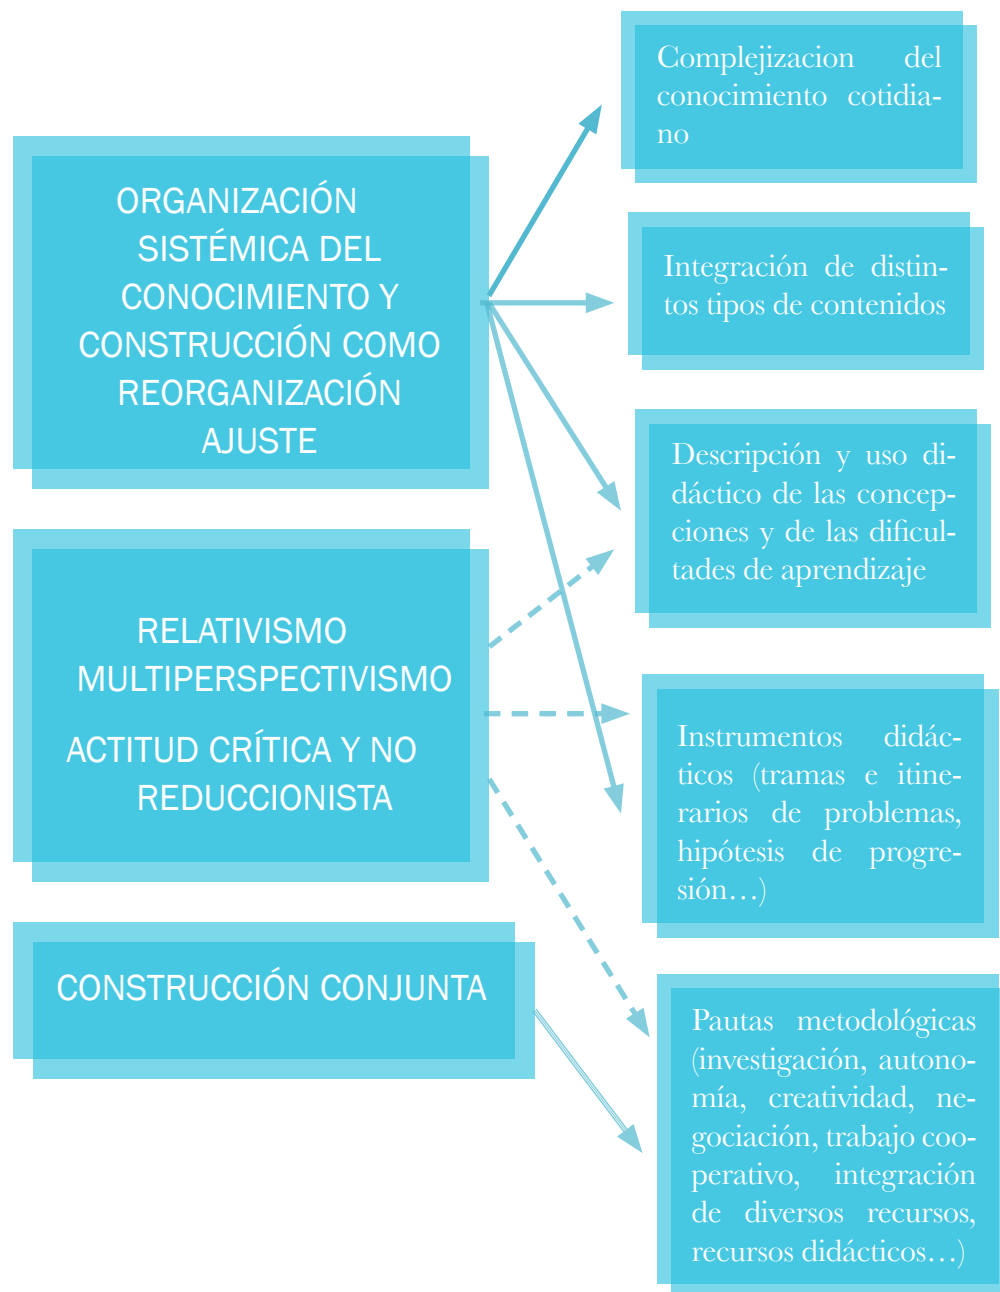 ORGANIZACIÓN
SISTÉMICA DEL
CONOCIMIENTO Y
CONSTRUCCIÓN COMO
REORGANIZACIÓN
AJUSTE
RELATIVISMO
MULTIPERSPECTIVISMO
ACTITUD CRÍTICA Y NO
REDUCCIONISTA
CONSTRUCCIÓN CONJUNTA
Complejizacion del
conocimiento cotidia-
no
Integración de distin-
tos tipos de contenidos
Descripción y uso di-
dáctico de las concep-
ciones y de las dificul-
tades de aprendizaje
Instrumentos didác-
ticos (tramas e itine-
rarios de problemas,
hipótesis de progre-
sión…)
Pautas metodológicas
(investigación, autono-
mía, creatividad, ne-
gociación, trabajo coo-
perativo, integración
de diversos recursos,
recursos didácticos…)